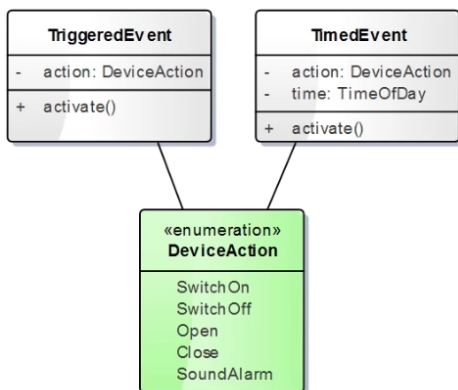 TriggeredEvent
- action: DeviceAction
+ activate()
TimedEvent
- action: DeviceAction
- time: TimeOfDay
+ activate()
«enumeration»
DeviceAction
SwitchOn
SwitchOff
Open
Close
SoundAlarm